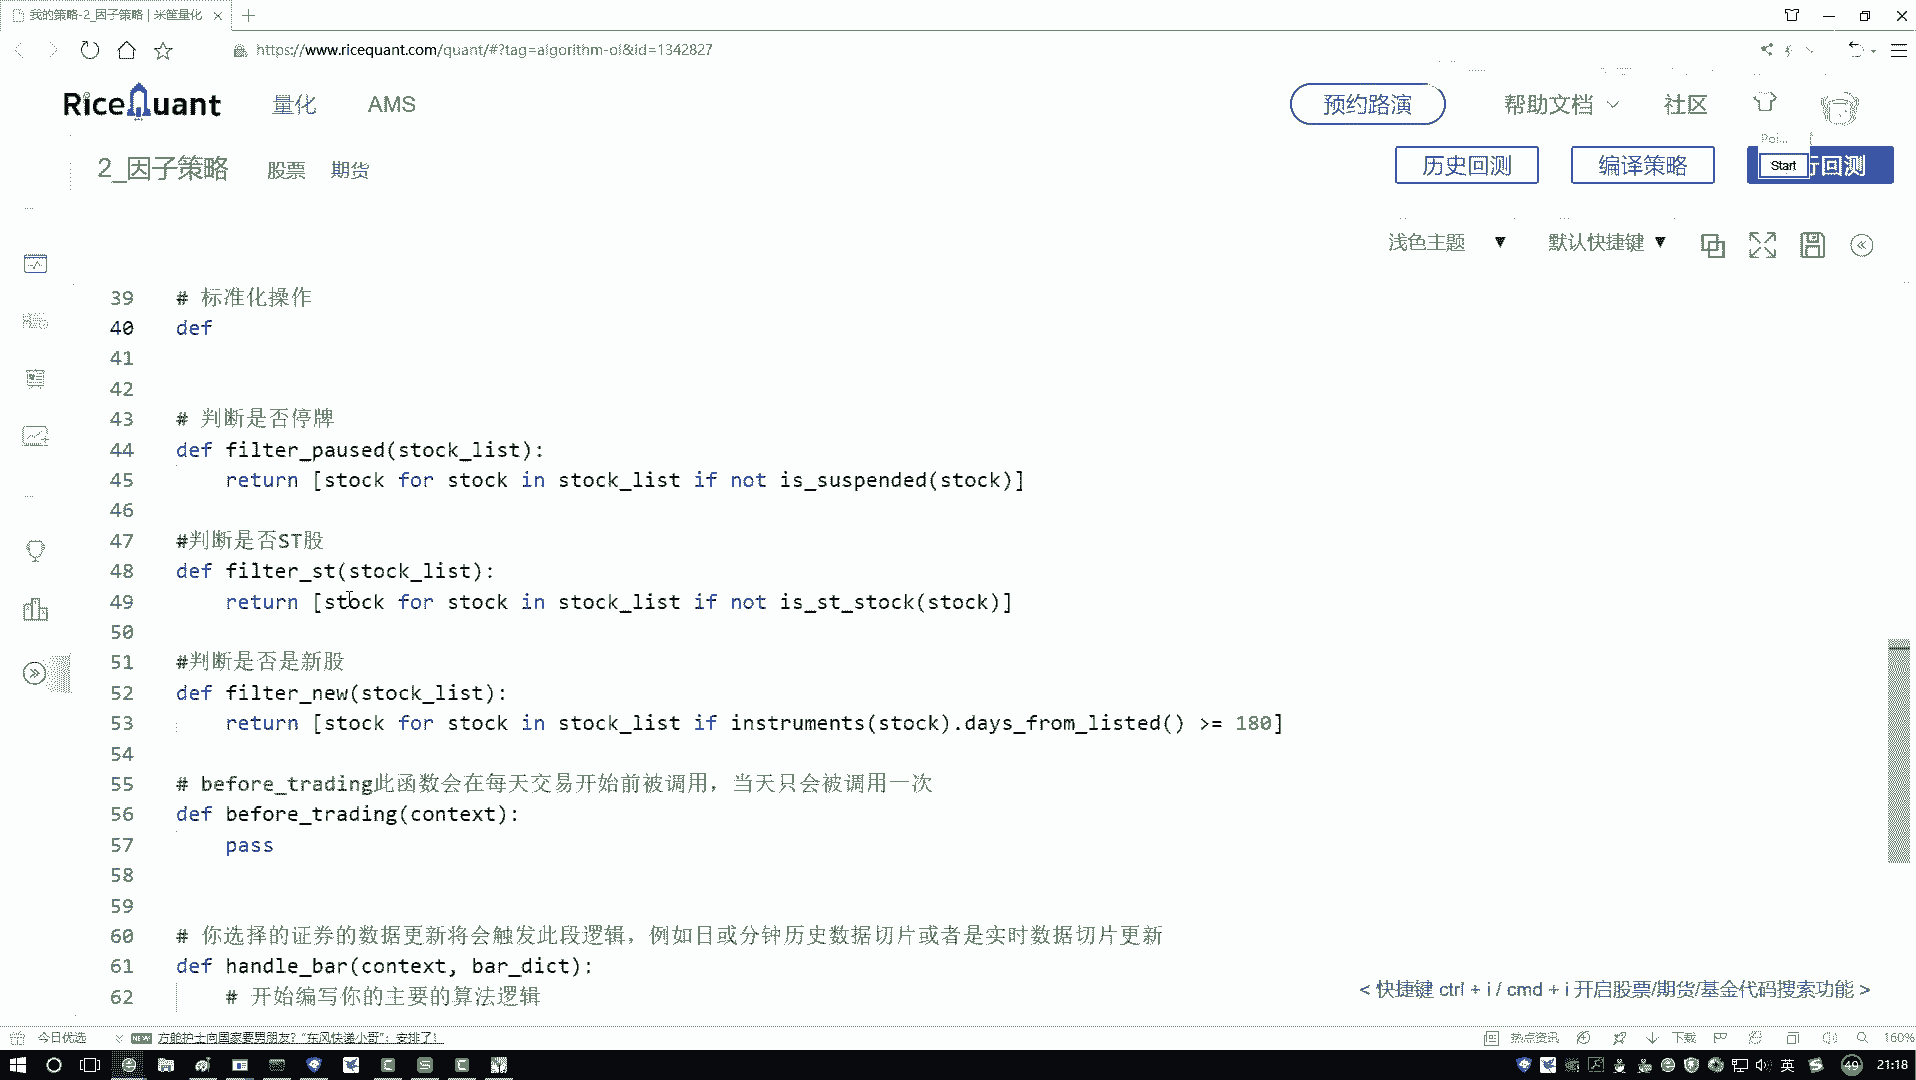 我的策略-2_因子策略 | 米筐量化
https://www.ricequant.com/quant/#?tag=algorithm-ol&id=1342827
RiceQuant 量化 AMS 预约路演 帮助文档 社区
Poi...
2_因子策略 股票 期货 历史回测 编译策略 Start 行回测
浅色主题 ▼ 默认快捷键 ▼
39 # 标准化操作
40 def
41
42
43 # 判断是否停牌
44 def filter_paused(stock_list):
45 return [stock for stock in stock_list if not is_suspended(stock)]
46
47 #判断是否ST股
48 def filter_st(stock_list):
49 return [stock for stock in stock_list if not is_st_stock(stock)]
50
51 #判断是否是新股
52 def filter_new(stock_list):
53 return [stock for stock in stock_list if instruments(stock).days_from_listed() >= 180]
54
55 # before_trading此函数会在每天交易开始前被调用，当天只会被调用一次
56 def before_trading(context):
57 pass
58
59
60 # 你选择的证券的数据更新将会触发此段逻辑，例如日或分钟历史数据切片或者是实时数据切片更新
61 def handle_bar(context, bar_dict):
62 # 开始编写你的主要的算法逻辑
< 快捷键 ctrl + i / cmd + i 开启股票/期货/基金代码搜索功能 >
今日优选 NEW 方舱护士向国家要男朋友？"东风快递小哥"：安排了！ 热点资讯 下载 160%
英 49 21:18